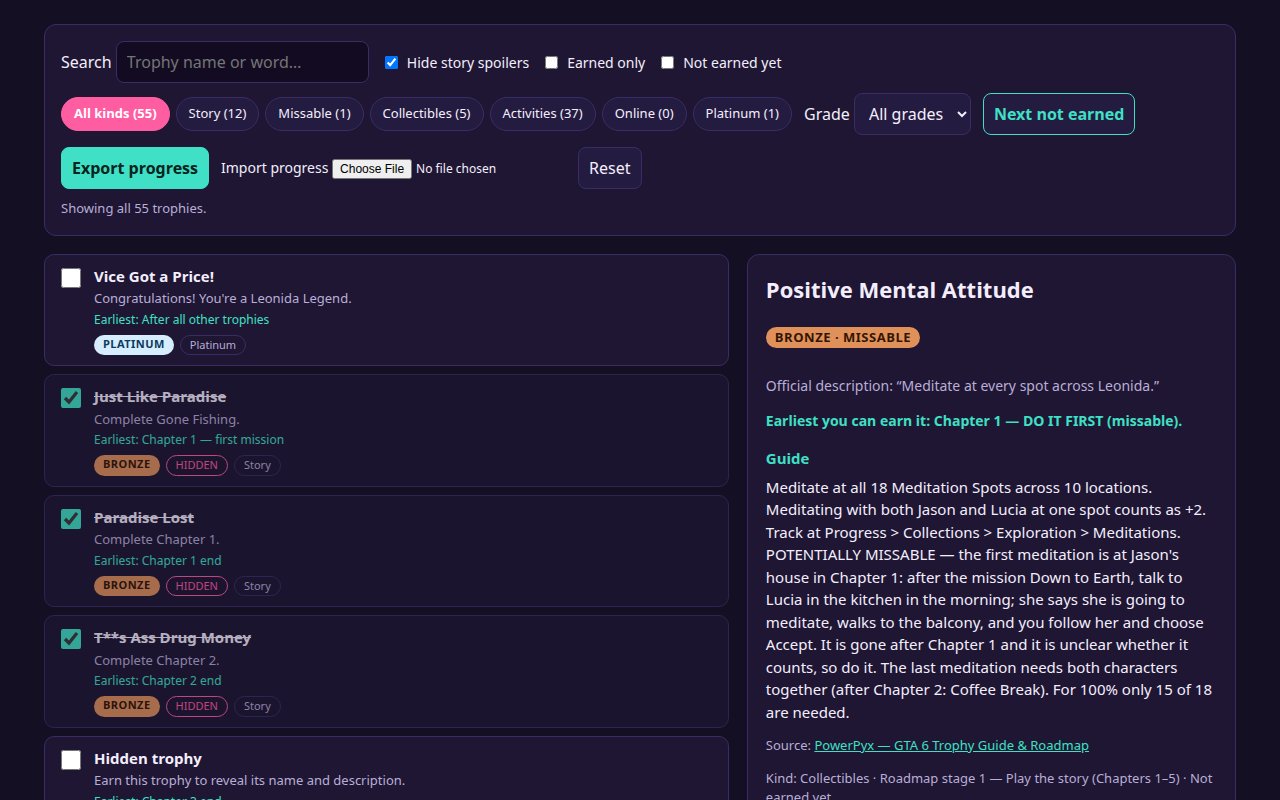 Search Trophy name or word... Hide story spoilers Earned only Not earned yet
All kinds (55) Story (12) Missable (1) Collectibles (5) Activities (37) Online (0) Platinum (1) Grade All grades Next not earned
Export progress Import progress Choose File No file chosen Reset
Showing all 55 trophies.
Vice Got a Price!
Congratulations! You're a Leonida Legend.
Earliest: After all other trophies
PLATINUM Platinum
Just Like Paradise
Complete Gone Fishing.
Earliest: Chapter 1 — first mission
BRONZE HIDDEN Story
Paradise Lost
Complete Chapter 1.
Earliest: Chapter 1 end
BRONZE HIDDEN Story
T**s Ass Drug Money
Complete Chapter 2.
Earliest: Chapter 2 end
BRONZE HIDDEN Story
Hidden trophy
Earn this trophy to reveal its name and description.
Earliest: Chapter 3 end
Positive Mental Attitude
BRONZE · MISSABLE
Official description: “Meditate at every spot across Leonida.”
Earliest you can earn it: Chapter 1 — DO IT FIRST (missable).
Guide
Meditate at all 18 Meditation Spots across 10 locations.
Meditating with both Jason and Lucia at one spot counts as +2.
Track at Progress > Collections > Exploration > Meditations.
POTENTIALLY MISSABLE — the first meditation is at Jason's
house in Chapter 1: after the mission Down to Earth, talk to
Lucia in the kitchen in the morning; she says she is going to
meditate, walks to the balcony, and you follow her and choose
Accept. It is gone after Chapter 1 and it is unclear whether it
counts, so do it. The last meditation needs both characters
together (after Chapter 2: Coffee Break). For 100% only 15 of 18
are needed.
Source: PowerPyx — GTA 6 Trophy Guide & Roadmap
Kind: Collectibles · Roadmap stage 1 — Play the story (Chapters 1–5) · Not
earned yet